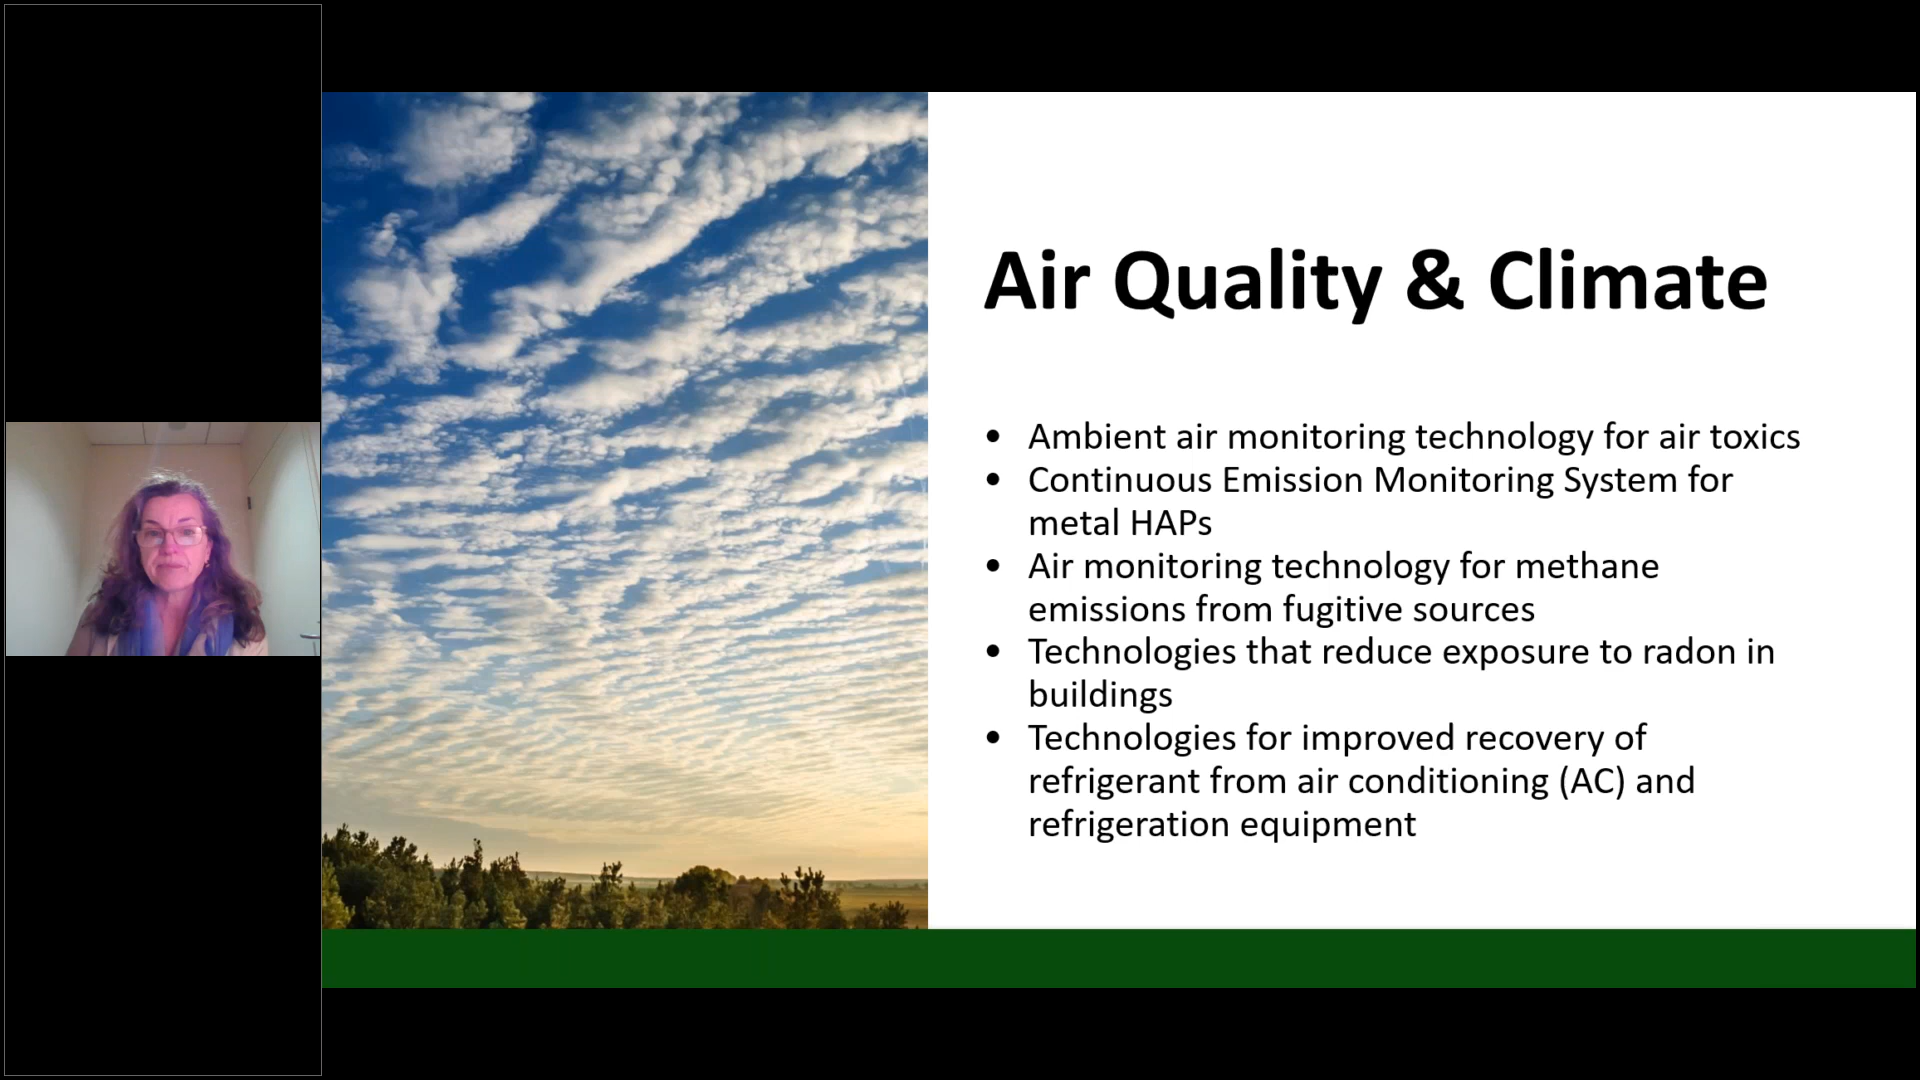 Air Quality & Climate
• Ambient air monitoring technology for air toxics
• Continuous Emission Monitoring System for
metal HAPs
• Air monitoring technology for methane
emissions from fugitive sources
• Technologies that reduce exposure to radon in
buildings
• Technologies for improved recovery of
refrigerant from air conditioning (AC) and
refrigeration equipment